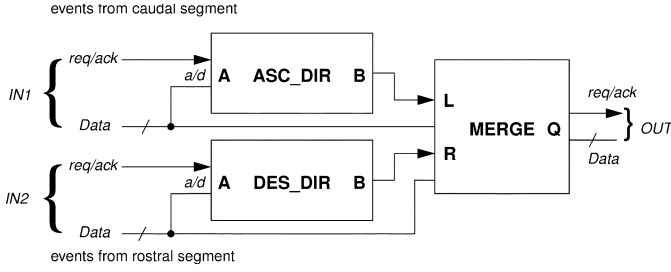 events from caudal segment
req/ack
a/d
A ASC_DIR B
IN1
Data
L
req/ack
MERGE Q
OUT
req/ack
R
Data
a/d
A DES_DIR B
IN2
Data
events from rostral segment